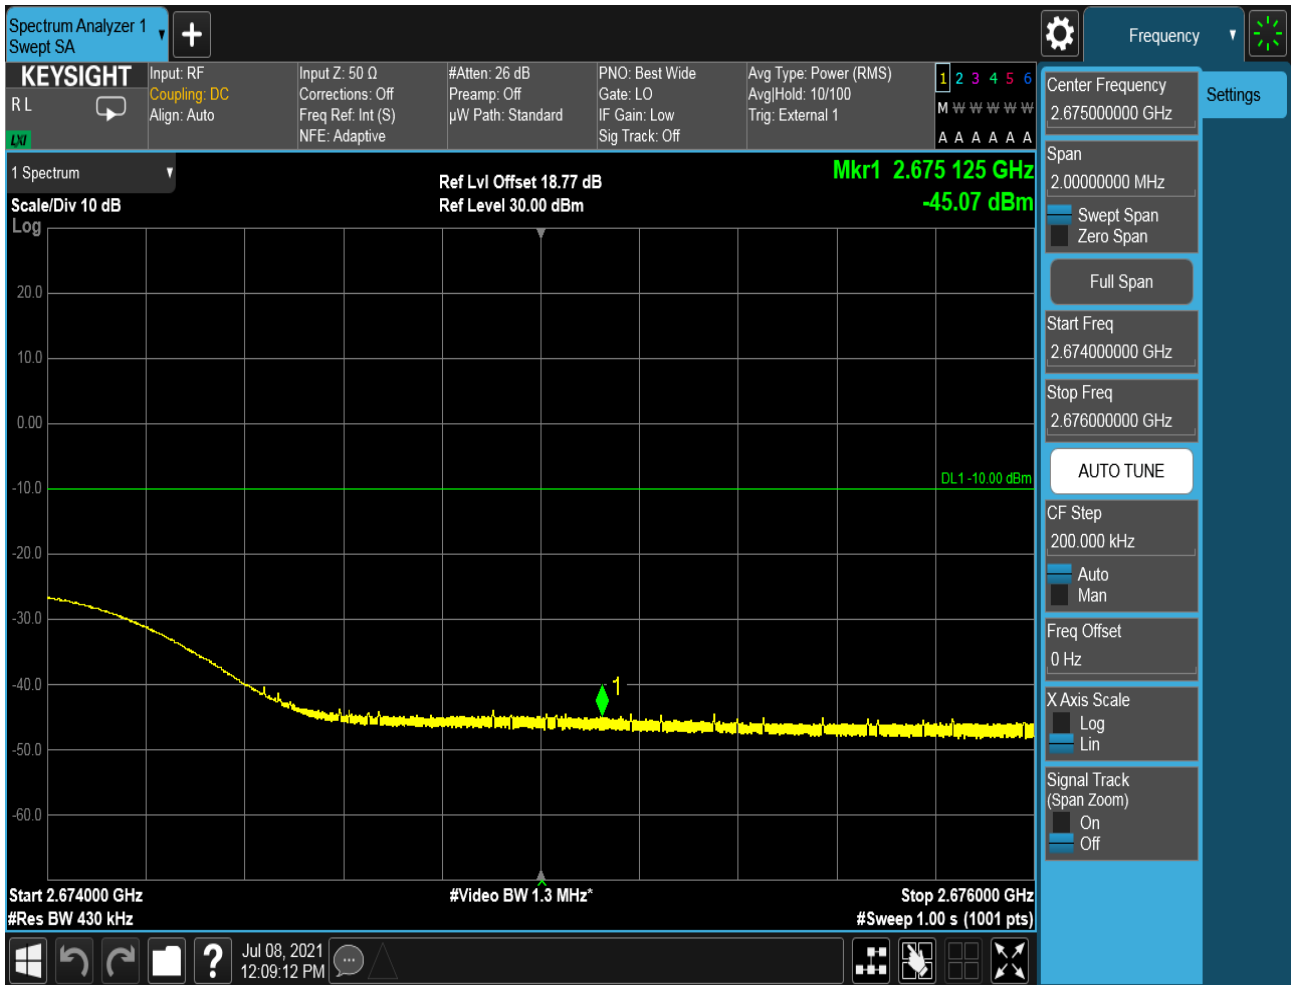 Spectrum Analyzer 1
Swept SA
Frequency
KEYSIGHT
R L
LXI
Input: RF
Coupling: DC
Align: Auto
Input Z: 50 Ω
Corrections: Off
Freq Ref: Int (S)
NFE: Adaptive
#Atten: 26 dB
Preamp: Off
µW Path: Standard
PNO: Best Wide
Gate: LO
IF Gain: Low
Sig Track: Off
Avg Type: Power (RMS)
Avg|Hold: 10/100
Trig: External 1
1 2 3 4 5 6
M W W W W W
A A A A A A
1 Spectrum
Scale/Div 10 dB
Log
Ref Lvl Offset 18.77 dB
Ref Level 30.00 dBm
Mkr1 2.675 125 GHz
-45.07 dBm
20.0
10.0
0.00
-10.0
DL1 -10.00 dBm
-20.0
-30.0
-40.0
1
-50.0
-60.0
Start 2.674000 GHz
#Res BW 430 kHz
#Video BW 1.3 MHz*
Stop 2.676000 GHz
#Sweep 1.00 s (1001 pts)
Jul 08, 2021
12:09:12 PM
Settings
Center Frequency
2.675000000 GHz
Span
2.00000000 MHz
Swept Span
Zero Span
Full Span
Start Freq
2.674000000 GHz
Stop Freq
2.676000000 GHz
AUTO TUNE
CF Step
200.000 kHz
Auto
Man
Freq Offset
0 Hz
X Axis Scale
Log
Lin
Signal Track
(Span Zoom)
On
Off